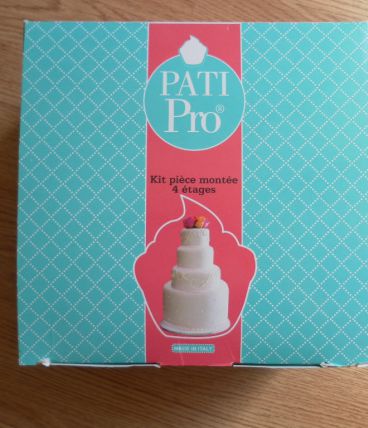 PATI
Pro®
Kit pièce montée
4 étages
MADE IN ITALY